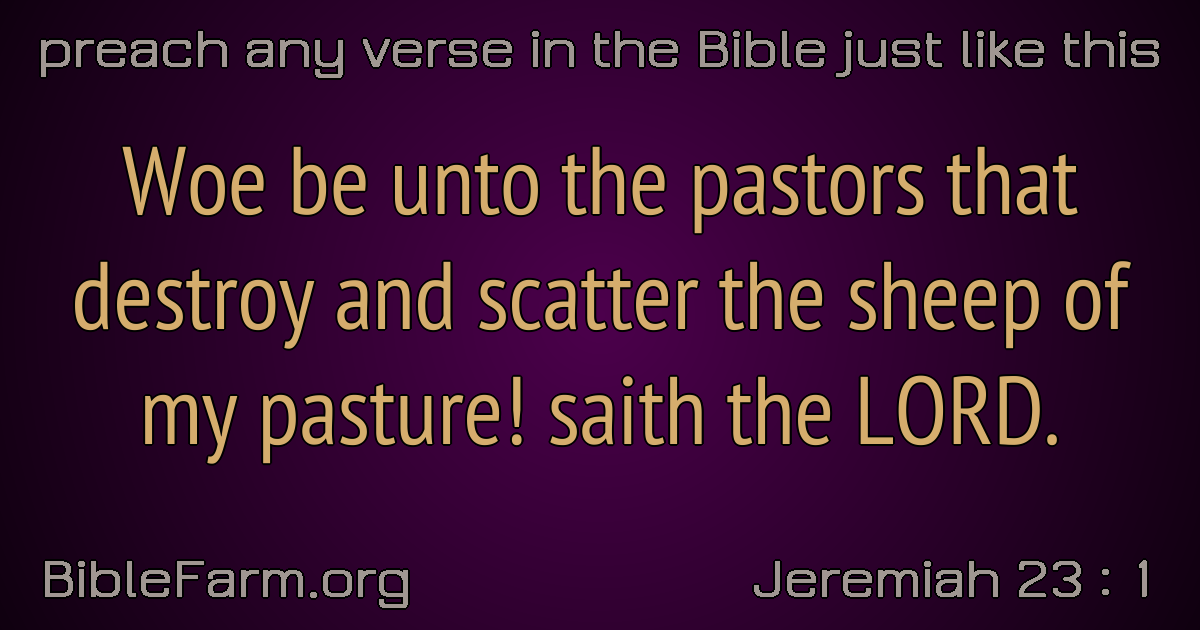 preach any verse in the Bible just like this
Woe be unto the pastors that
destroy and scatter the sheep of
my pasture! saith the LORD.
BibleFarm.org
Jeremiah 23 : 1